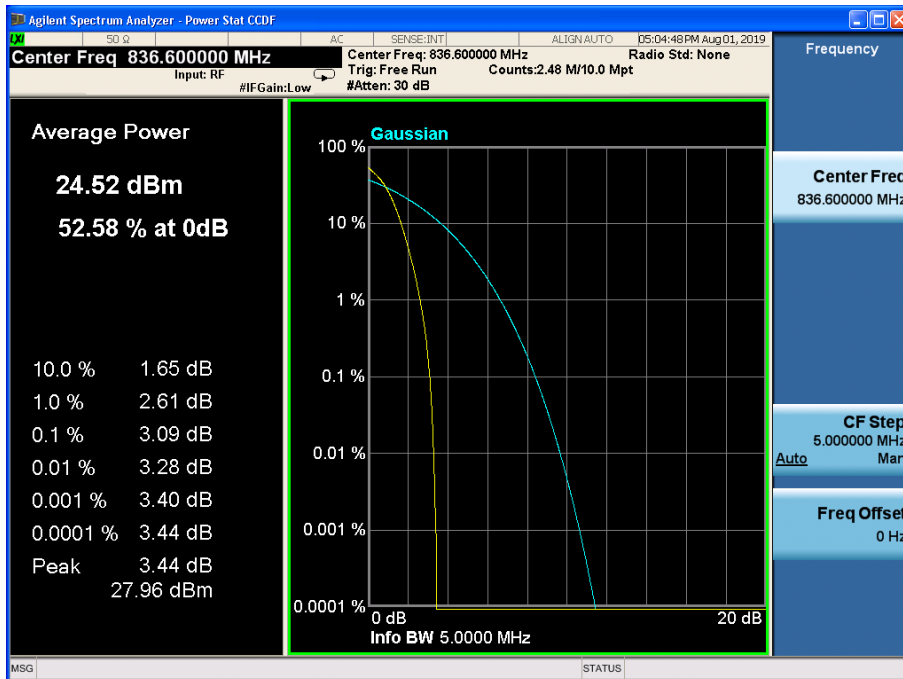 Agilent Spectrum Analyzer - Power Stat CCDF
LXI 50 Ω AC SENSE:INT ALIGN AUTO 05:04:48 PM Aug 01, 2019
Center Freq 836.600000 MHz
Input: RF
#IFGain:Low
Center Freq: 836.600000 MHz Radio Std: None
Trig: Free Run Counts:2.48 M/10.0 Mpt
#Atten: 30 dB
Average Power
24.52 dBm
52.58 % at 0dB
10.0 % 1.65 dB
1.0 % 2.61 dB
0.1 % 3.09 dB
0.01 % 3.28 dB
0.001 % 3.40 dB
0.0001 % 3.44 dB
Peak 3.44 dB
27.96 dBm
Gaussian
100 %
10 %
1 %
0.1 %
0.01 %
0.001 %
0.0001 %
0 dB 20 dB
Info BW 5.0000 MHz
Frequency
Center Freq
836.600000 MHz
CF Step
5.000000 MHz
Auto Man
Freq Offset
0 Hz
MSG STATUS